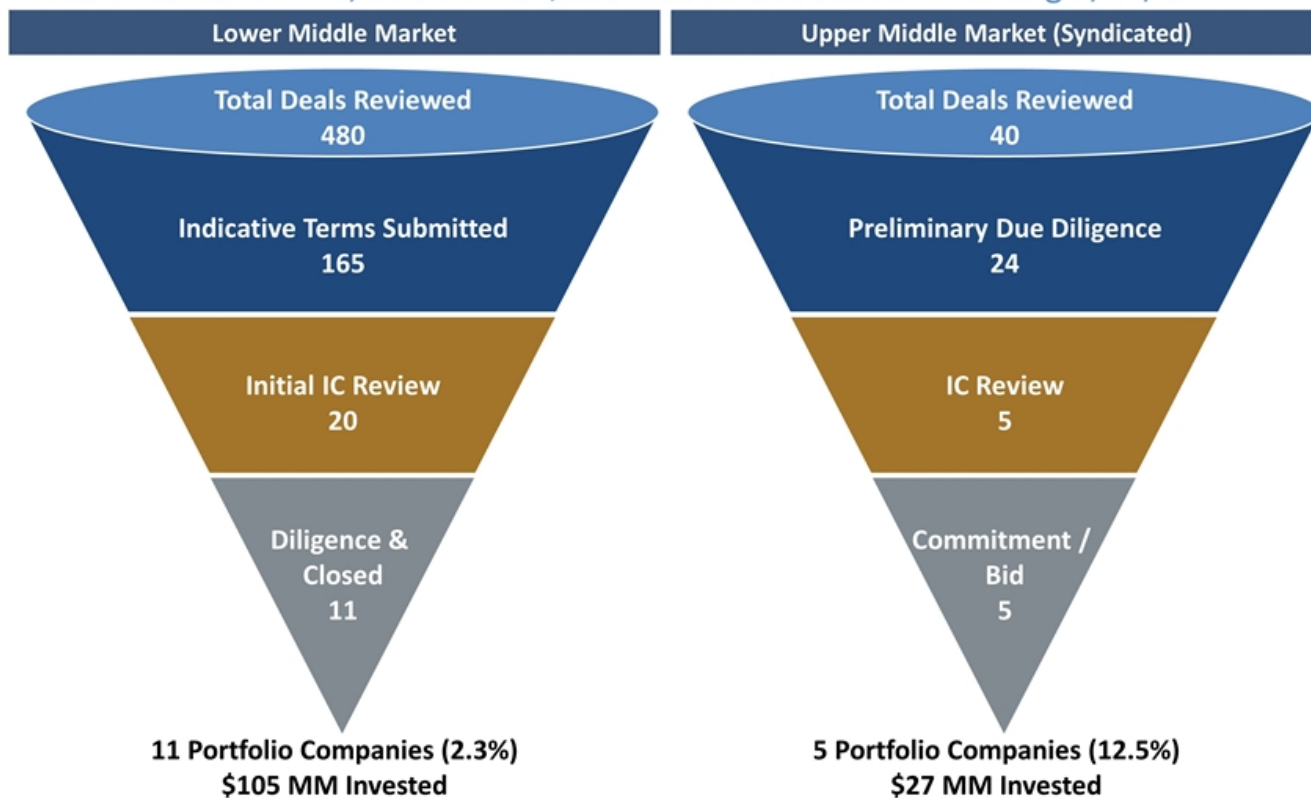 Lower Middle Market
Total Deals Reviewed
480
Indicative Terms Submitted
165
Initial IC Review
20
Diligence &
Closed
11
11 Portfolio Companies (2.3%)
$105 MM Invested
Upper Middle Market (Syndicated)
Total Deals Reviewed
40
Preliminary Due Diligence
24
IC Review
5
Commitment /
Bid
5
5 Portfolio Companies (12.5%)
$27 MM Invested